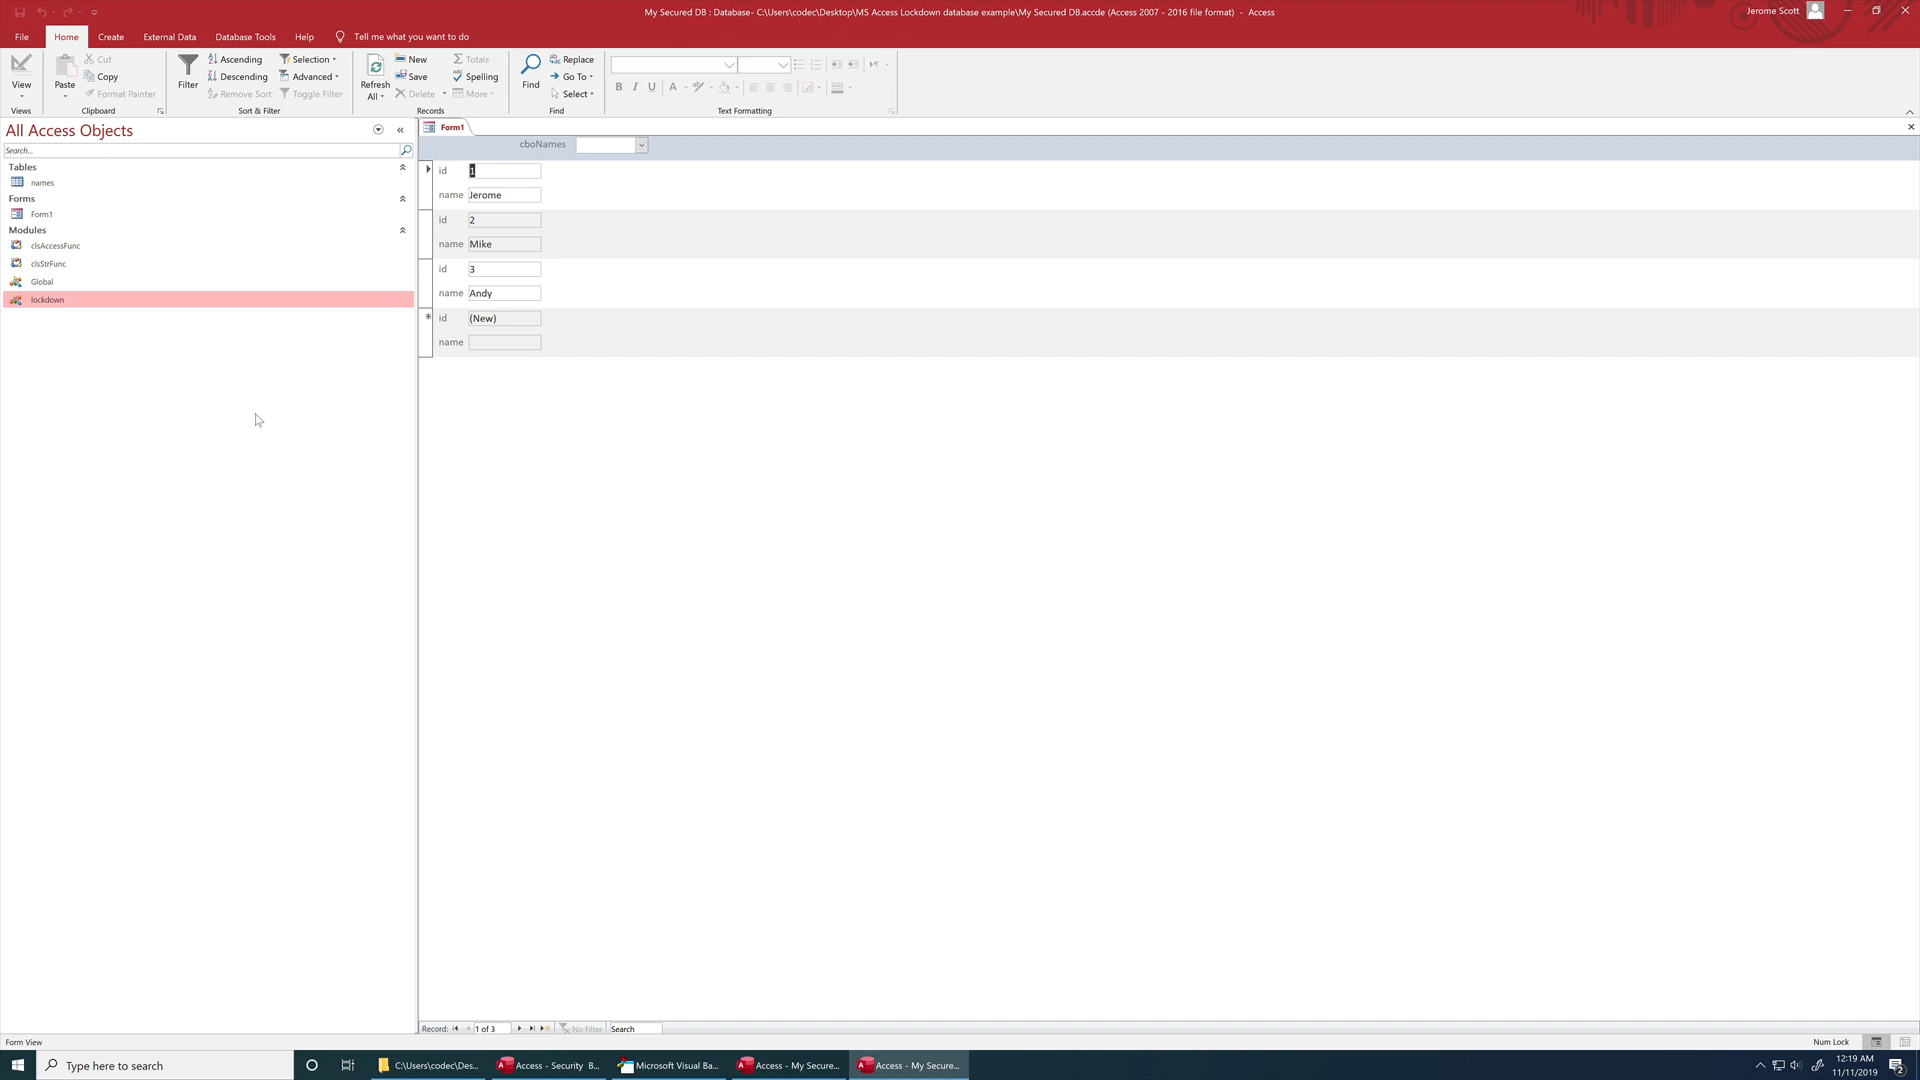 My Secured DB : Database- C:\Users\codec\Desktop\MS Access Lockdown database example\My Secured DB.accde (Access 2007 - 2016 file format) - Access
Jerome Scott
File Home Create External Data Database Tools Help Tell me what you want to do
View
Views
Paste
Cut
Copy
Format Painter
Clipboard
Filter
Ascending
Descending
Remove Sort
Selection
Advanced
Toggle Filter
Sort & Filter
Refresh
All
New
Save
Delete
Totals
Spelling
More
Records
Find
Replace
Go To
Select
Find
B I U A
Text Formatting
All Access Objects
Search...
Tables
names
Forms
Form1
Modules
clsAccessFunc
clsStrFunc
Global
lockdown
Form1
cboNames
id 1
name Jerome
id 2
name Mike
id 3
name Andy
* id (New)
name
Record: 1 of 3 No Filter Search
Form View
Num Lock
Type here to search
C:\Users\codec\Des...
Access - Security B...
Microsoft Visual Ba...
Access - My Secure...
Access - My Secure...
12:19 AM
11/11/2019
2